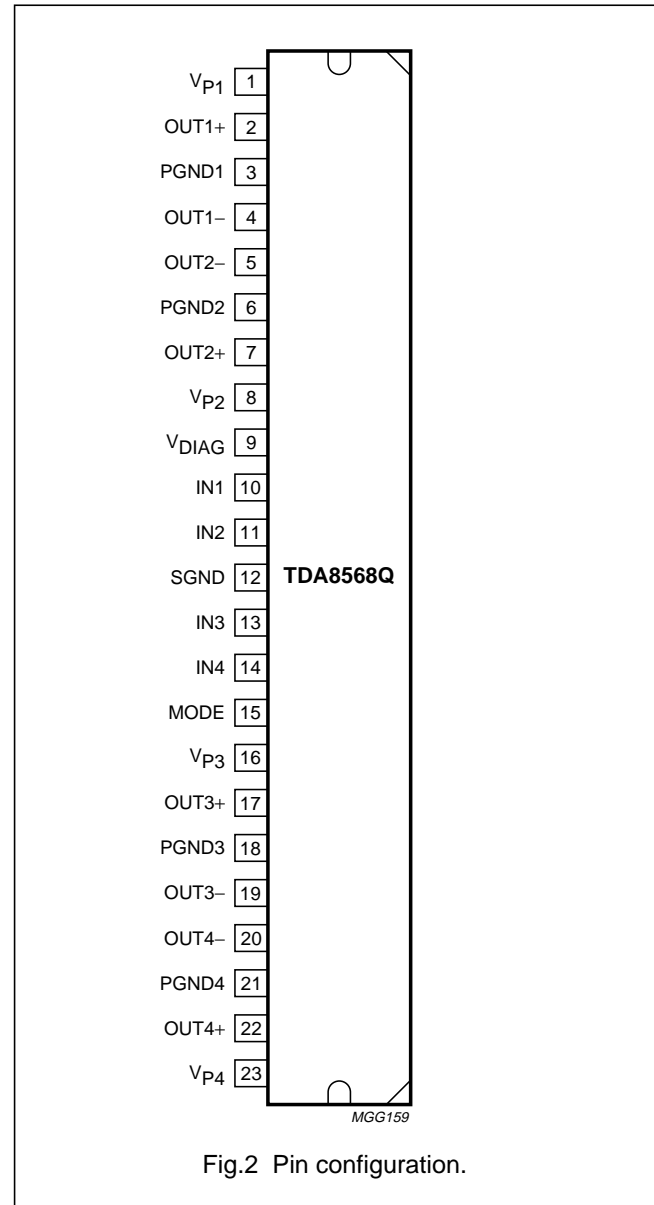 VP1 1
OUT1+ 2
PGND1 3
OUT1− 4
OUT2− 5
PGND2 6
OUT2+ 7
VP2 8
VDIAG 9
IN1 10
IN2 11
SGND 12 TDA8568Q
IN3 13
IN4 14
MODE 15
VP3 16
OUT3+ 17
PGND3 18
OUT3− 19
OUT4− 20
PGND4 21
OUT4+ 22
VP4 23
MGG159
Fig.2 Pin configuration.